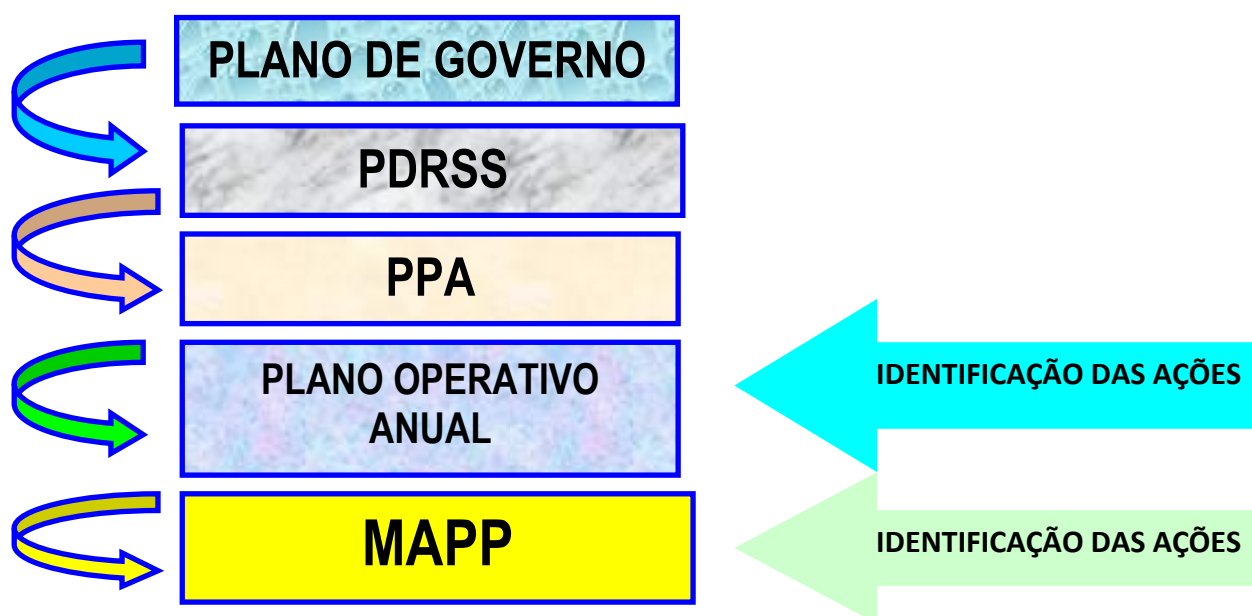 PLANO DE GOVERNO
PDRSS
PPA
PLANO OPERATIVO
ANUAL
IDENTIFICAÇÃO DAS AÇÕES
MAPP
IDENTIFICAÇÃO DAS AÇÕES